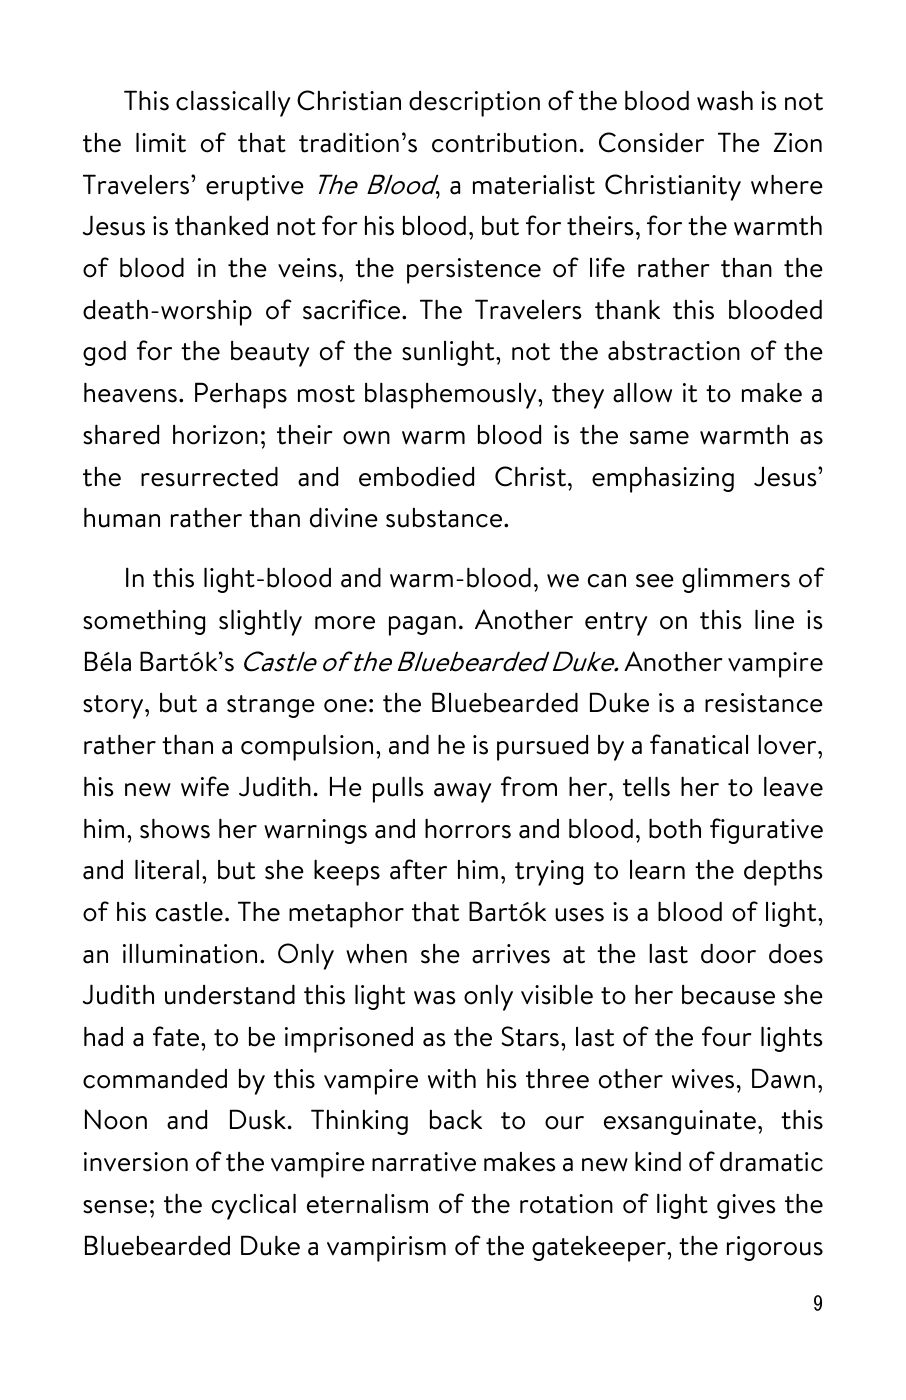 This classically Christian description of the blood wash is not
the limit of that tradition’s contribution. Consider The Zion
Travelers’ eruptive The Blood, a materialist Christianity where
Jesus is thanked not for his blood, but for theirs, for the warmth
of blood in the veins, the persistence of life rather than the
death-worship of sacrifice. The Travelers thank this blooded
god for the beauty of the sunlight, not the abstraction of the
heavens. Perhaps most blasphemously, they allow it to make a
shared horizon; their own warm blood is the same warmth as
the resurrected and embodied Christ, emphasizing Jesus’
human rather than divine substance.
In this light-blood and warm-blood, we can see glimmers of
something slightly more pagan. Another entry on this line is
Béla Bartók’s Castle of the Bluebearded Duke. Another vampire
story, but a strange one: the Bluebearded Duke is a resistance
rather than a compulsion, and he is pursued by a fanatical lover,
his new wife Judith. He pulls away from her, tells her to leave
him, shows her warnings and horrors and blood, both figurative
and literal, but she keeps after him, trying to learn the depths
of his castle. The metaphor that Bartók uses is a blood of light,
an illumination. Only when she arrives at the last door does
Judith understand this light was only visible to her because she
had a fate, to be imprisoned as the Stars, last of the four lights
commanded by this vampire with his three other wives, Dawn,
Noon and Dusk. Thinking back to our exsanguinate, this
inversion of the vampire narrative makes a new kind of dramatic
sense; the cyclical eternalism of the rotation of light gives the
Bluebearded Duke a vampirism of the gatekeeper, the rigorous
9